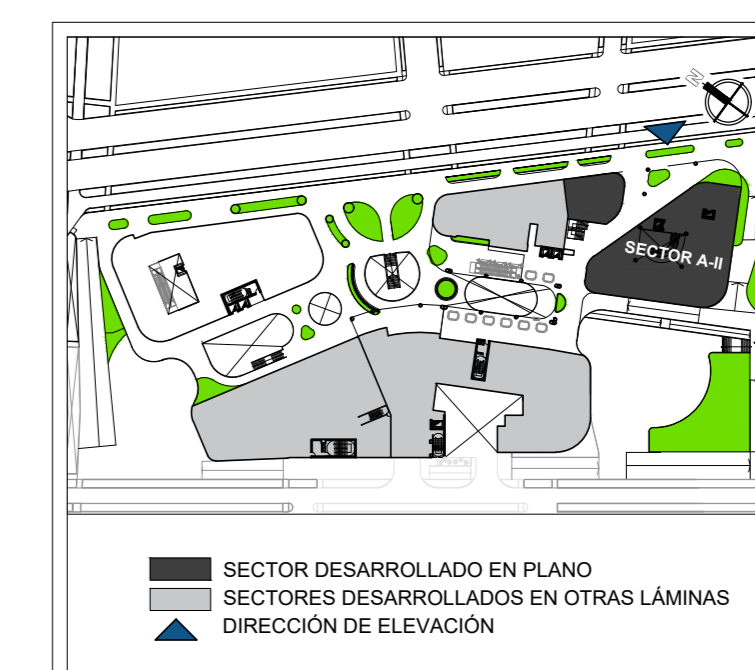 N
SECTOR A-II
SECTOR DESARROLLADO EN PLANO
SECTORES DESARROLLADOS EN OTRAS LÁMINAS
DIRECCIÓN DE ELEVACIÓN